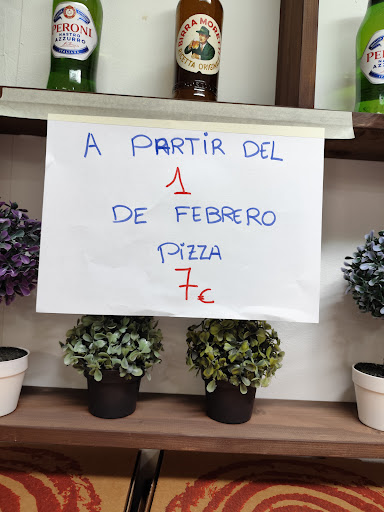 PERONI
NASTRO
AZZURRO
BIRRA MORETTI
A PARTIR DEL
1
DE FEBRERO
PIZZA
7€